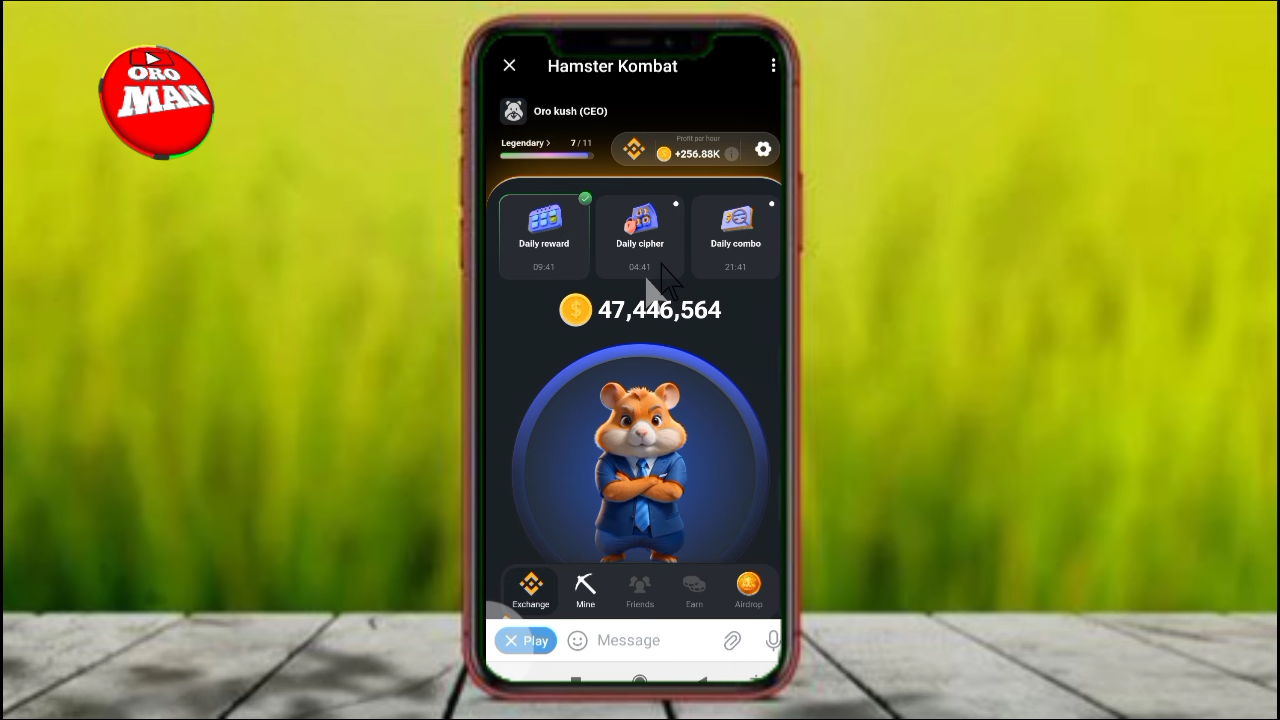 ORO
MAN
Hamster Kombat
Oro kush (CEO)
Legendary >
7 / 11
Profit per hour
+256.88K
Daily reward
09:41
Daily cipher
04:41
Daily combo
21:41
47,446,564
Exchange
Mine
Friends
Earn
Airdrop
Play
Message